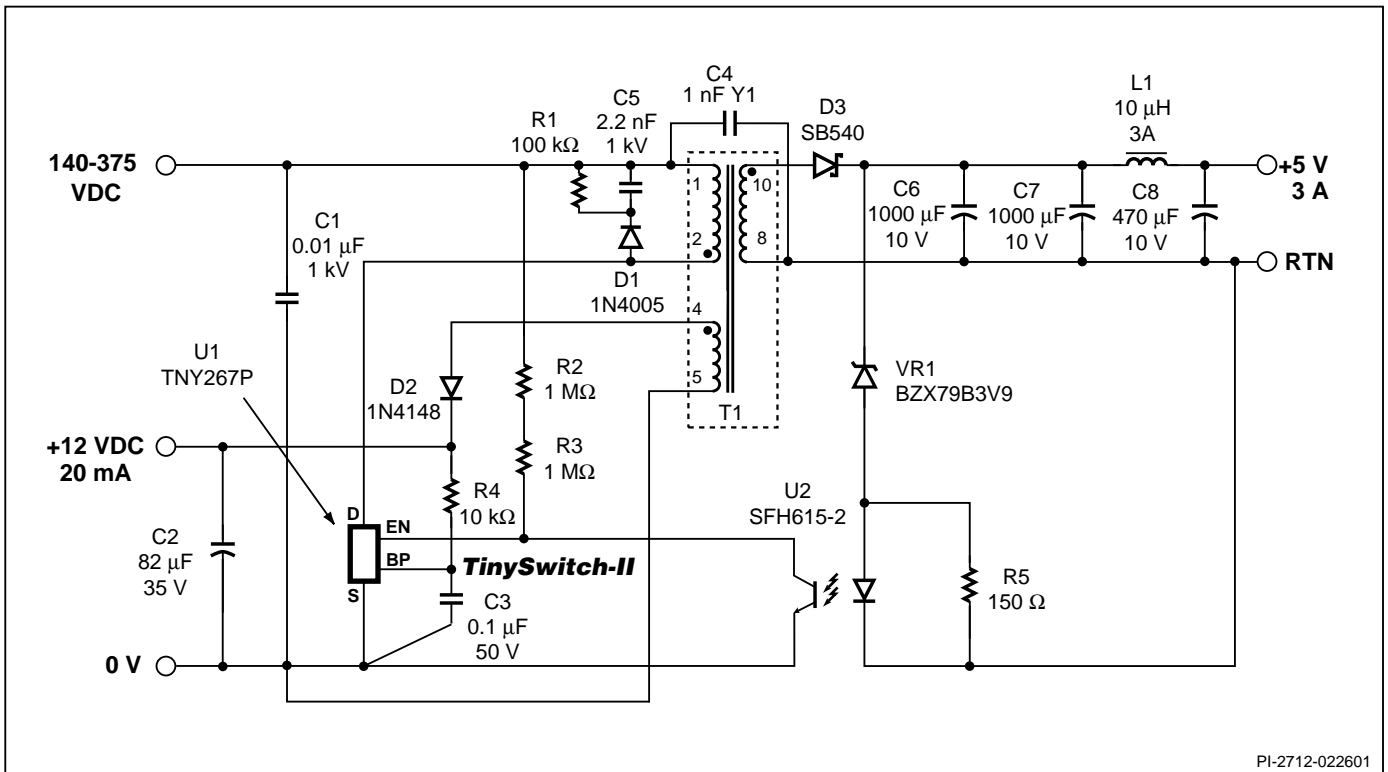 C4
1 nF Y1
C5
2.2 nF
1 kV
R1
100 kΩ
D3
SB540
L1
10 μH
3A
140-375
VDC
+5 V
3 A
1
2
10
8
C1
0.01 μF
1 kV
C6
1000 μF
10 V
C7
1000 μF
10 V
C8
470 μF
10 V
RTN
D1
1N4005
4
5
T1
U1
TNY267P
D2
1N4148
R2
1 MΩ
VR1
BZX79B3V9
+12 VDC
20 mA
R3
1 MΩ
R4
10 kΩ
U2
SFH615-2
D
EN
BP
S
TinySwitch-II
C2
82 μF
35 V
C3
0.1 μF
50 V
R5
150 Ω
0 V
PI-2712-022601